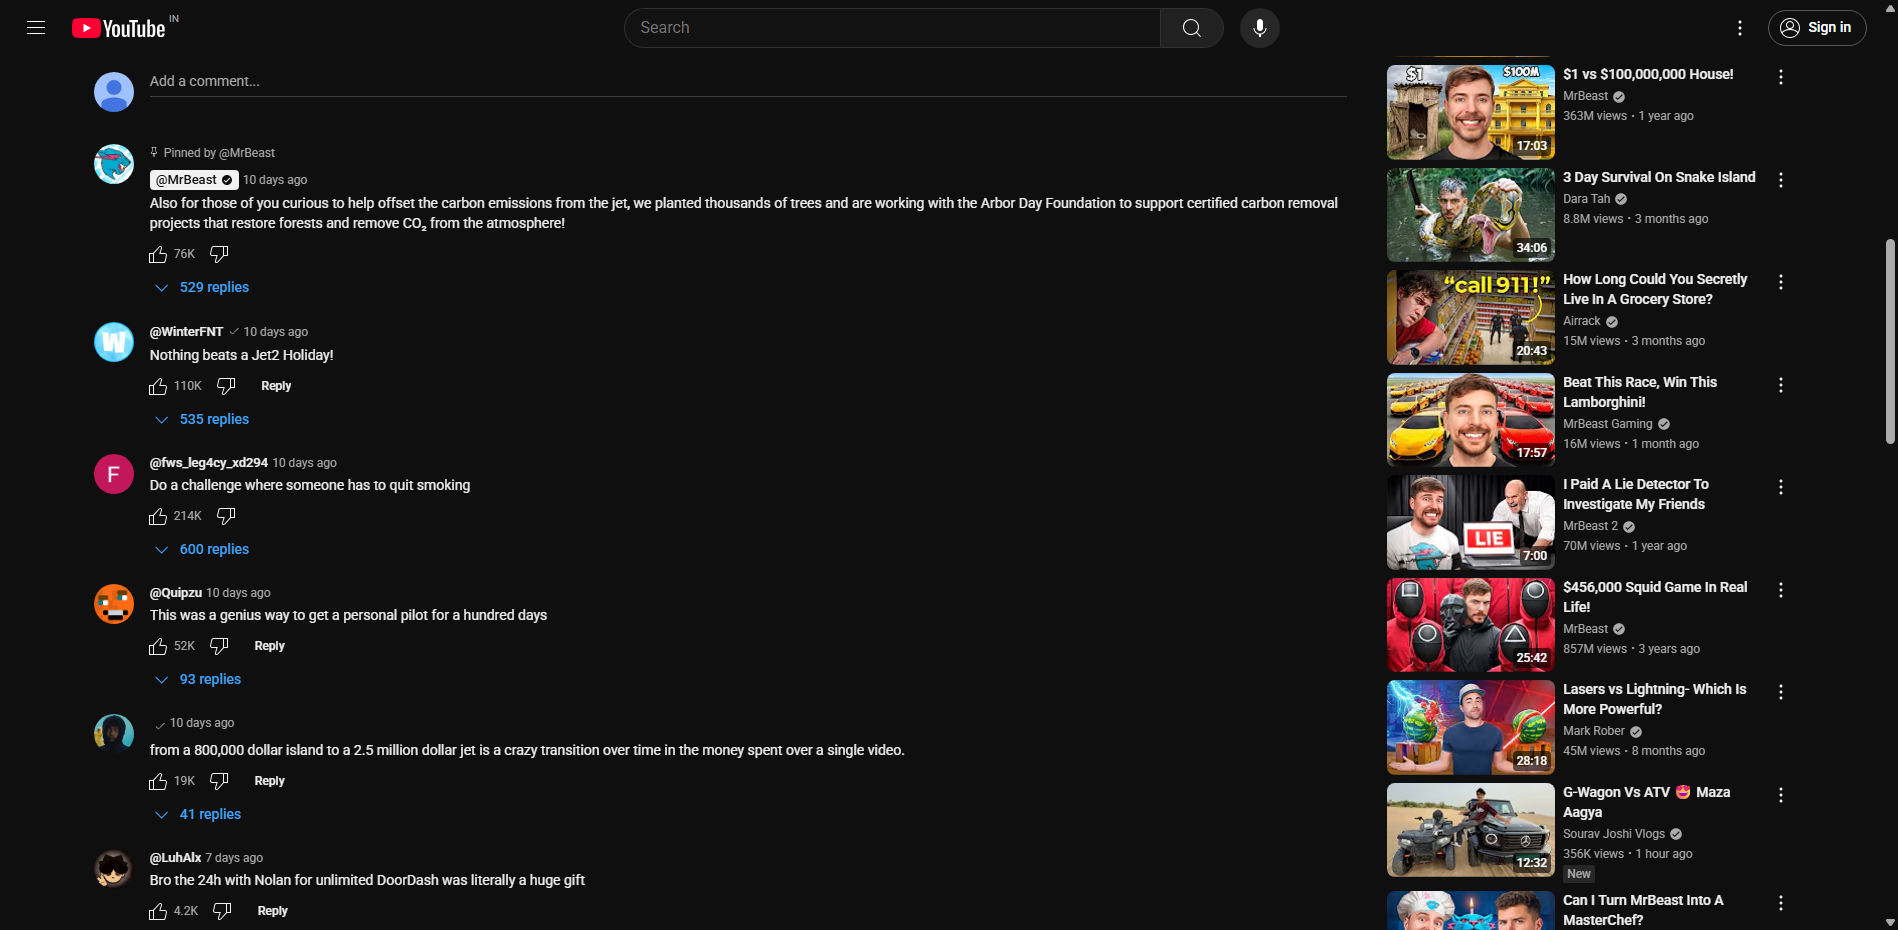 YouTube IN
Search
Sign in
Add a comment...
Pinned by @MrBeast
@MrBeast 10 days ago
Also for those of you curious to help offset the carbon emissions from the jet, we planted thousands of trees and are working with the Arbor Day Foundation to support certified carbon removal
projects that restore forests and remove CO₂ from the atmosphere!
76K
529 replies
W
@WinterFNT 10 days ago
Nothing beats a Jet2 Holiday!
110K Reply
535 replies
F
@fws_leg4cy_xd294 10 days ago
Do a challenge where someone has to quit smoking
214K
600 replies
@Quipzu 10 days ago
This was a genius way to get a personal pilot for a hundred days
52K Reply
93 replies
10 days ago
from a 800,000 dollar island to a 2.5 million dollar jet is a crazy transition over time in the money spent over a single video.
19K Reply
41 replies
@LuhAlx 7 days ago
Bro the 24h with Nolan for unlimited DoorDash was literally a huge gift
4.2K Reply
$1 $100M
17:03
$1 vs $100,000,000 House!
MrBeast
363M views • 1 year ago
34:06
3 Day Survival On Snake Island
Dara Tah
8.8M views • 3 months ago
"call 911!"
20:43
How Long Could You Secretly
Live In A Grocery Store?
Airrack
15M views • 3 months ago
17:57
Beat This Race, Win This
Lamborghini!
MrBeast Gaming
16M views • 1 month ago
LIE
7:00
I Paid A Lie Detector To
Investigate My Friends
MrBeast 2
70M views • 1 year ago
25:42
$456,000 Squid Game In Real
Life!
MrBeast
857M views • 3 years ago
28:18
Lasers vs Lightning- Which Is
More Powerful?
Mark Rober
45M views • 8 months ago
12:32
G-Wagon Vs ATV 🤩 Maza
Aagya
Sourav Joshi Vlogs
356K views • 1 hour ago
New
Can I Turn MrBeast Into A
MasterChef?